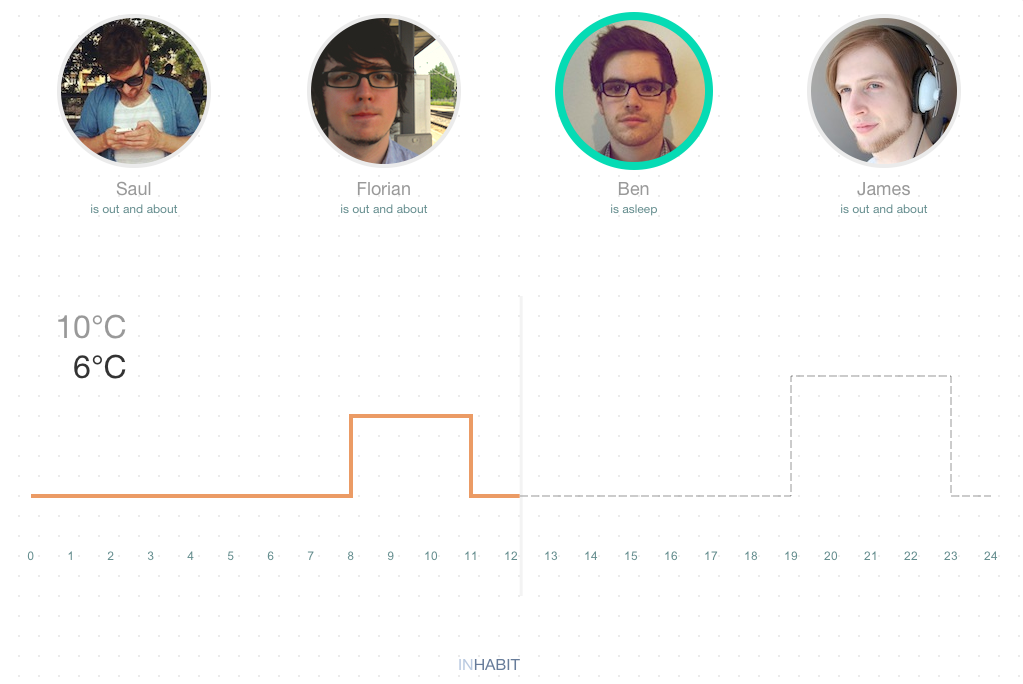 Saul Florian Ben James
is out and about is out and about is asleep is out and about
10°C
6°C
0 1 2 3 4 5 6 7 8 9 10 11 12 13 14 15 16 17 18 19 20 21 22 23 24
INHABIT